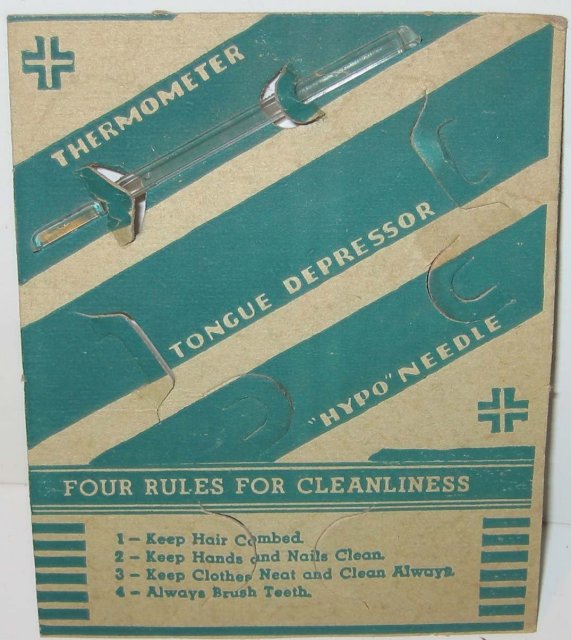 THERMOMETER
TONGUE DEPRESSOR
"HYPO" NEEDLE
FOUR RULES FOR CLEANLINESS
1 – Keep Hair Combed.
2 – Keep Hands and Nails Clean.
3 – Keep Clothes Neat and Clean Always.
4 – Always Brush Teeth.